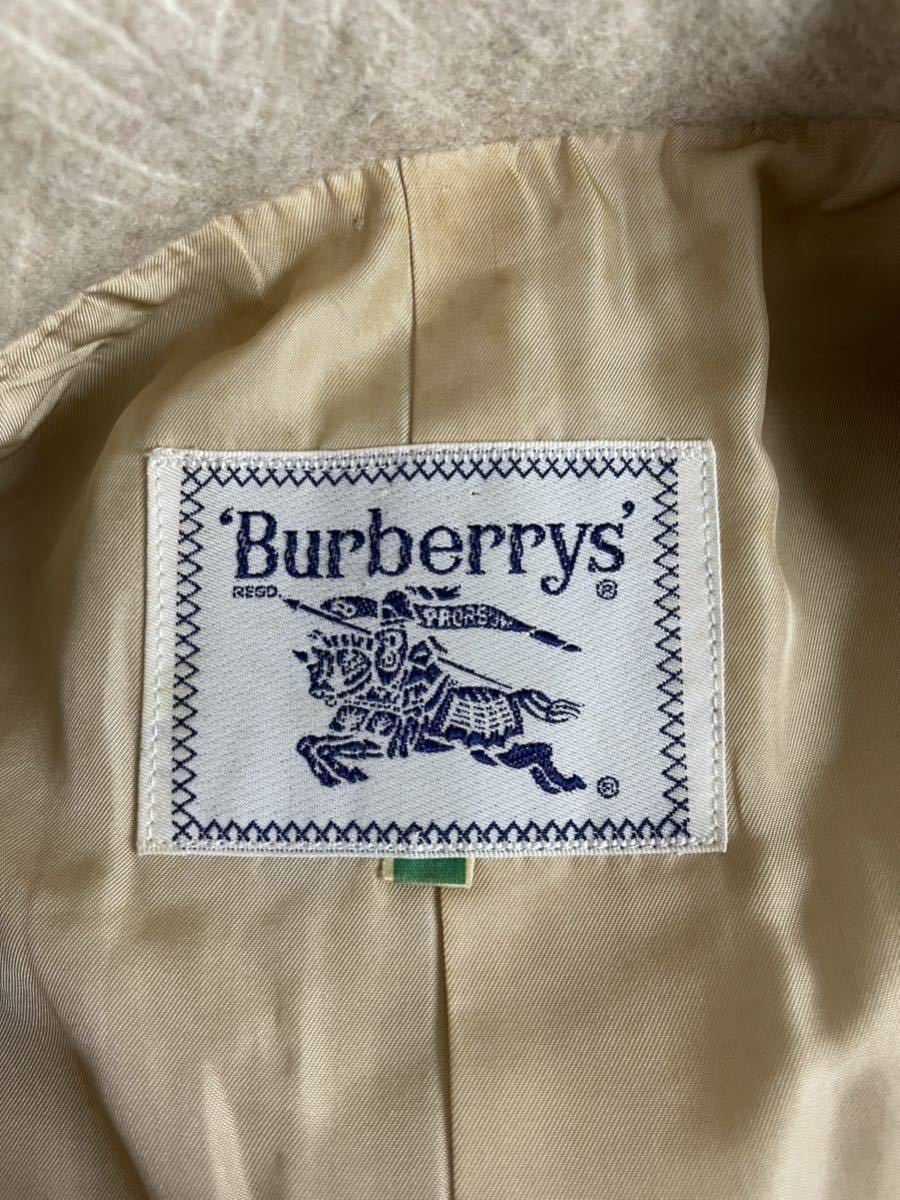 'Burberrys'
REGD.
®
PRORSUM
®